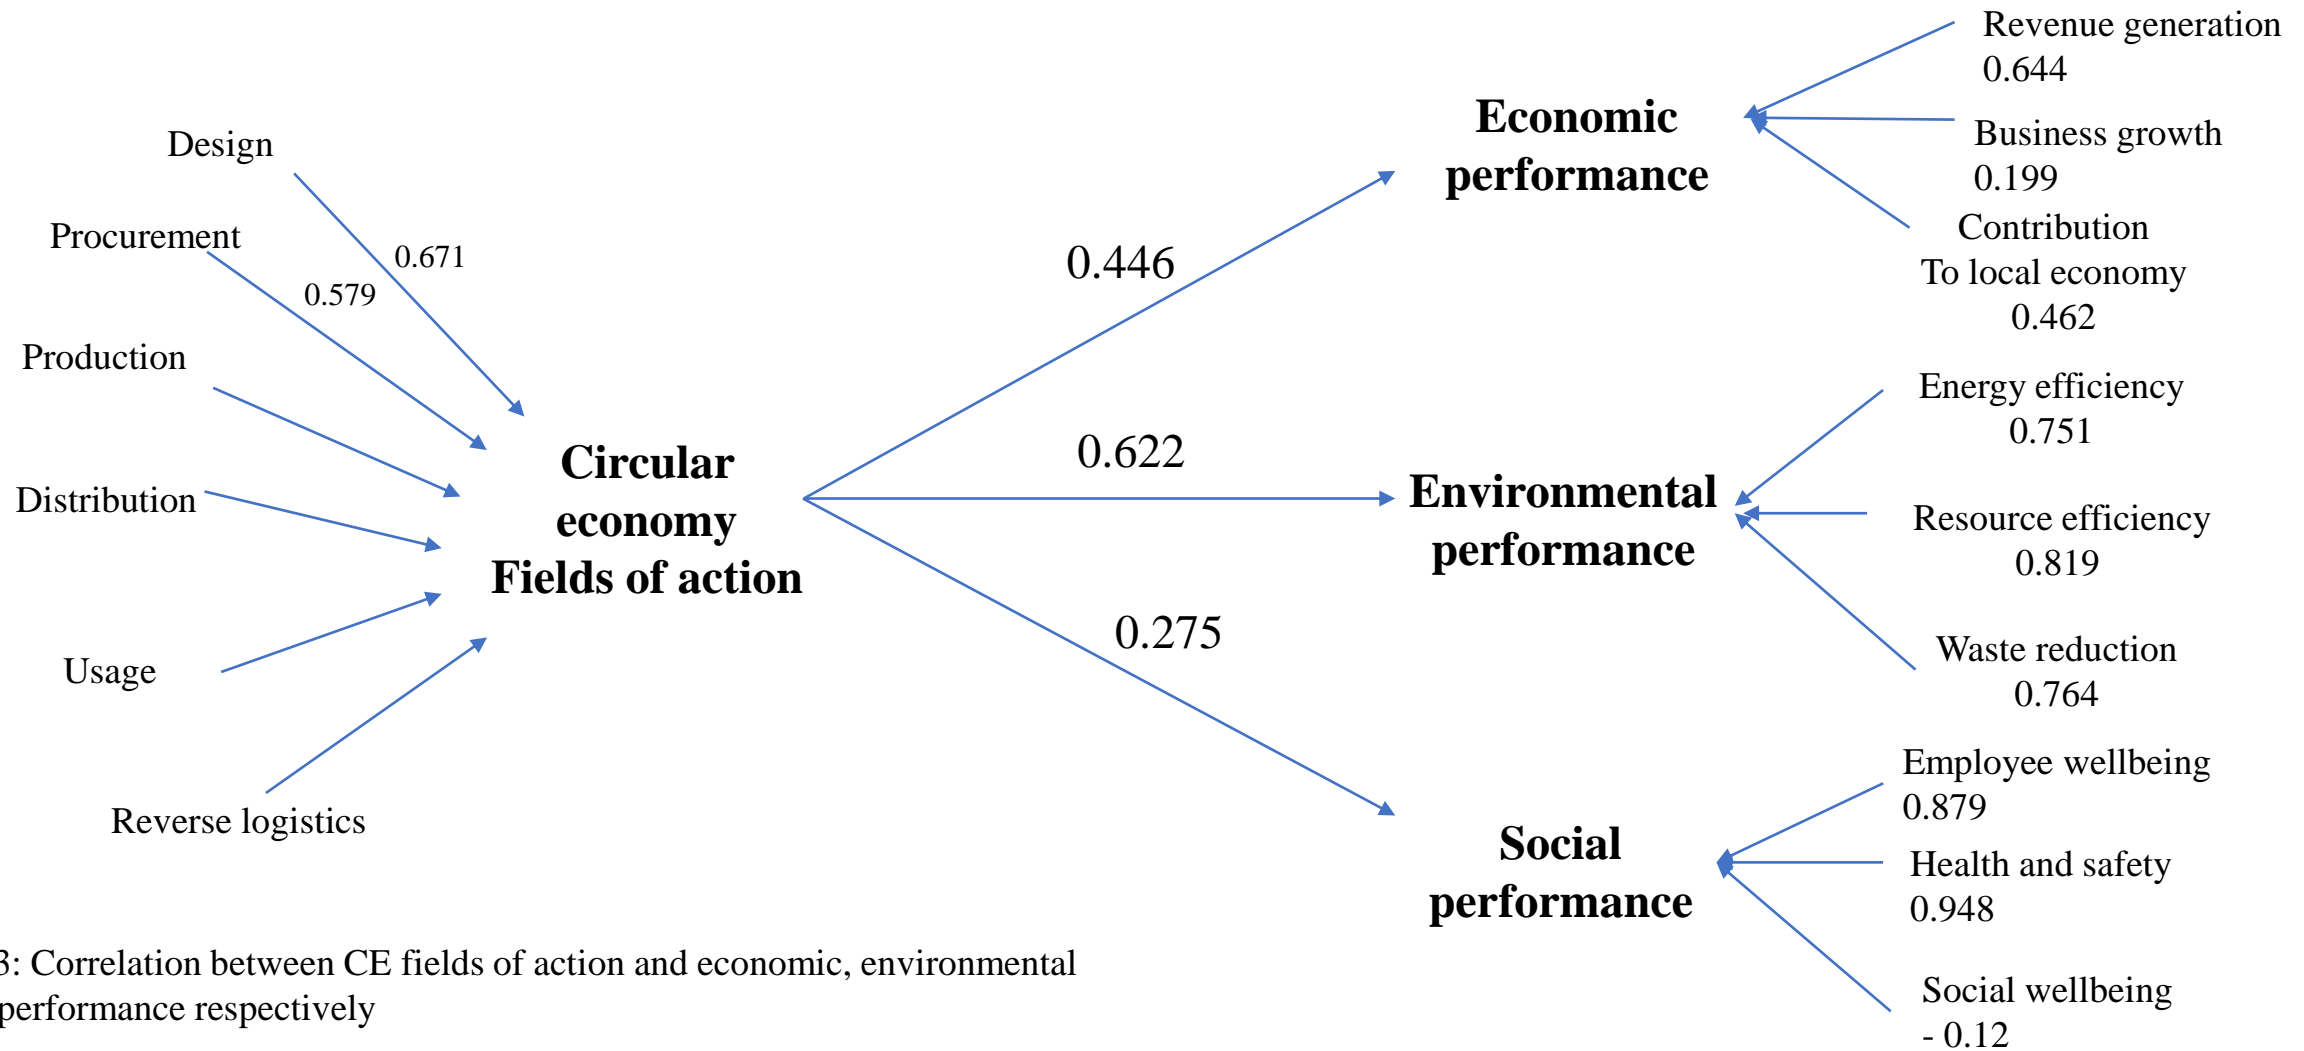 Design
Procurement
0.671
0.579
Production
Distribution
Usage
Reverse logistics
Circular
economy
Fields of action
0.446
0.622
0.275
Economic
performance
Revenue generation
0.644
Business growth
0.199
Contribution
To local economy
0.462
Environmental
performance
Energy efficiency
0.751
Resource efficiency
0.819
Waste reduction
0.764
Social
performance
Employee wellbeing
0.879
Health and safety
0.948
Social wellbeing
- 0.12
3: Correlation between CE fields of action and economic, environmental
performance respectively